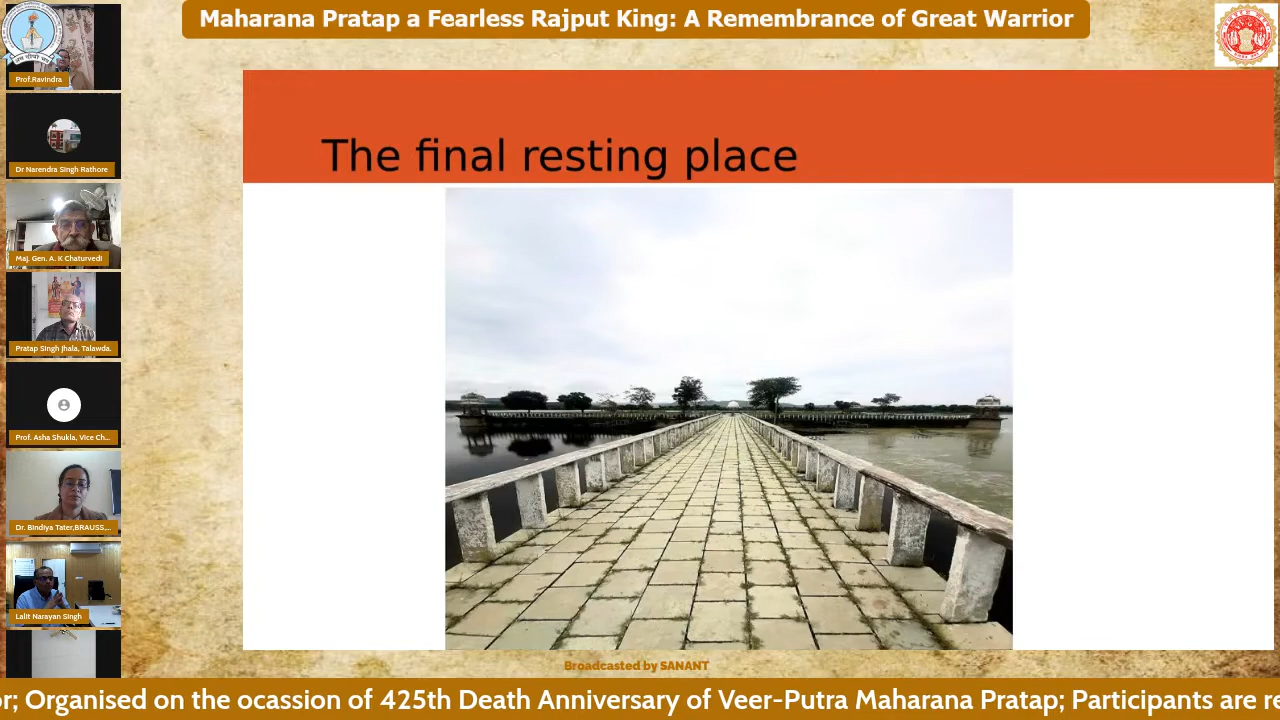 Maharana Pratap a Fearless Rajput King: A Remembrance of Great Warrior
Prof.Ravindra
Dr Narendra Singh Rathore
Maj. Gen. A. K Chaturvedi
Pratap Singh Jhala, Talawda.
Prof. Asha Shukla, Vice Ch...
Dr. Bindiya Tater,BRAUSS,...
Lalit Narayan Singh
The final resting place
Broadcasted by SANANT
or; Organised on the ocassion of 425th Death Anniversary of Veer-Putra Maharana Pratap; Participants are re